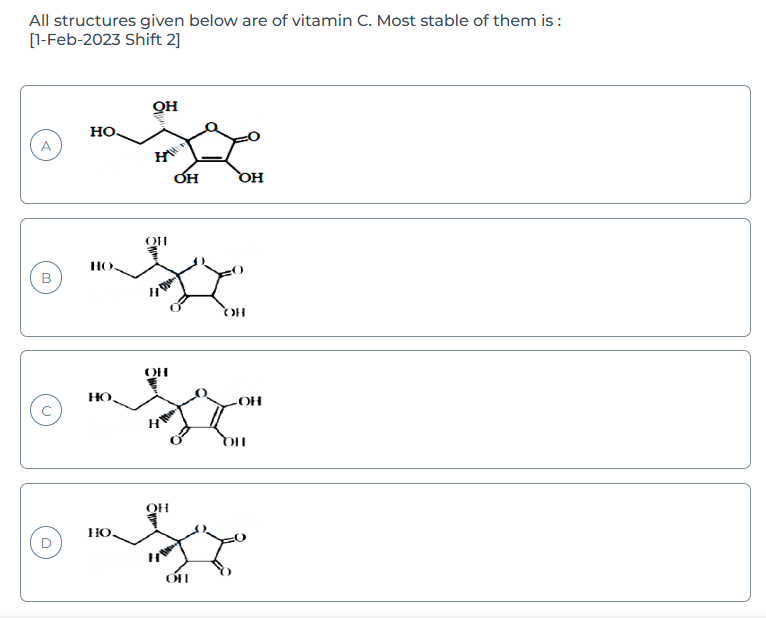 All structures given below are of vitamin C. Most stable of them is :
[1-Feb-2023 Shift 2]
A
OH
HO
O
O
H
OH
OH
B
OH
HO
O
O
H
O
OH
C
OH
HO
O
OH
H
O
OH
D
OH
HO
O
O
H
OH
O